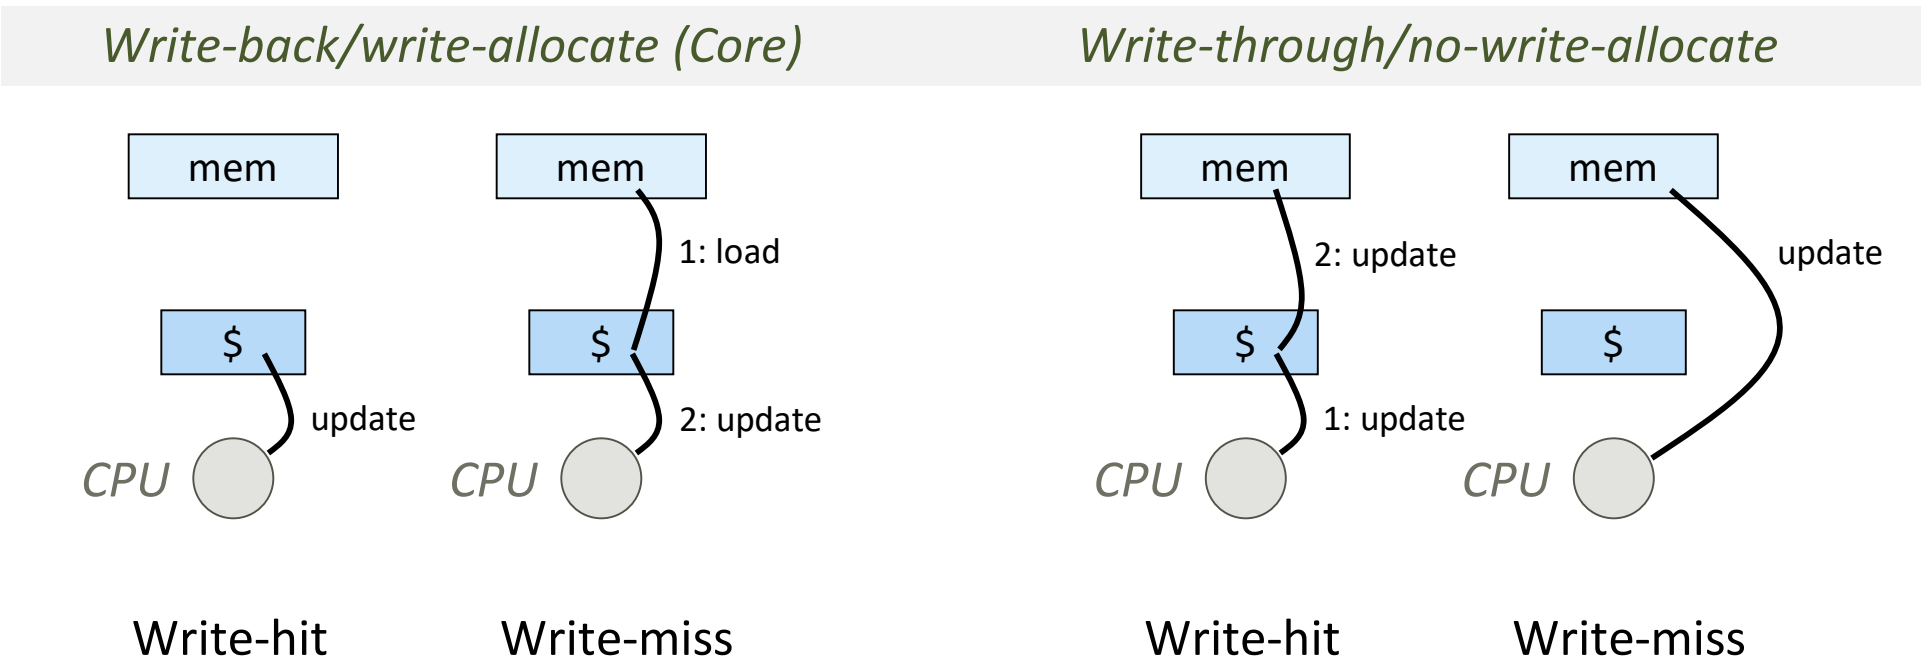 Write-back/write-allocate (Core)
Write-through/no-write-allocate
mem
mem
mem
mem
1: load
2: update
update
$
$
$
$
update
2: update
1: update
CPU
CPU
CPU
CPU
Write-hit
Write-miss
Write-hit
Write-miss